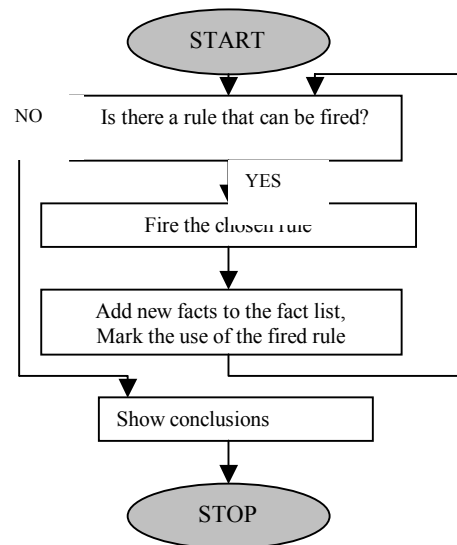 START
NO
Is there a rule that can be fired?
YES
Fire the chosen rule
Add new facts to the fact list,
Mark the use of the fired rule
Show conclusions
STOP